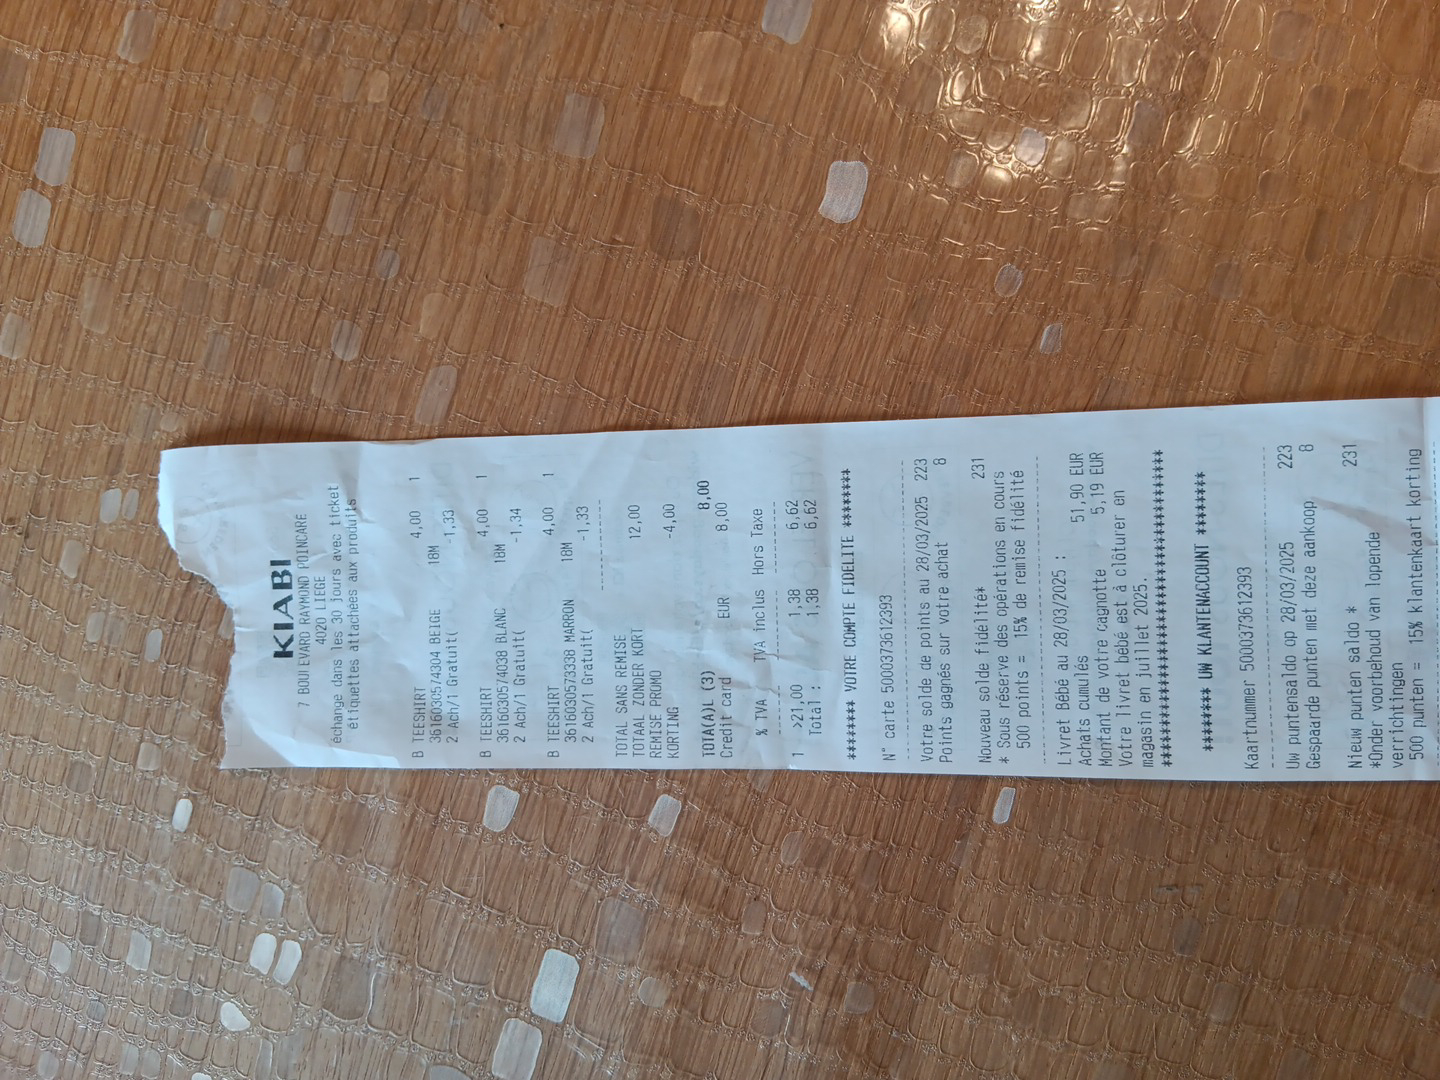 KIABI
7 BOULEVARD RAYMOND POINCARE
4020 LIEGE
échange dans les 30 jours avec ticket
étiquettes attachées aux produits
B TEESHIRT 4,00 1
3616030574304 BEIGE 18M
2 Ach/1 Gratuit( -1,33
B TEESHIRT 4,00 1
3616030574038 BLANC 18M
2 Ach/1 Gratuit( -1,34
B TEESHIRT 4,00 1
3616030573338 MARRON 18M
2 Ach/1 Gratuit( -1,33
TOTAL SANS REMISE
TOTAAL ZONDER KORT 12,00
REMISE PROMO
KORTING -4,00
TOTAL(A)L (3) 8,00
Credit card EUR 8,00
% TVA TVA inclus Hors Taxe
1 >21,00 1,38 6,62
Total : 1,38 6,62
******** VOTRE COMPTE FIDELITE ********
N° carte 5000373612393
Votre solde de points au 28/03/2025 223
Points gagnés sur votre achat 8
Nouveau solde fidélité* 231
* Sous réserve des opérations en cours
500 points = 15% de remise fidélité
Livret Bébé au 28/03/2025 :
Achats cumulés 51,90 EUR
Montant de votre cagnotte 5,19 EUR
Votre livret bébé est à clôturer en
magasin en juillet 2025.
***************************************
******* UW KLANTENACCOUNT *******
Kaartnummer 5000373612393
Uw puntensaldo op 28/03/2025 223
Gespaarde punten met deze aankoop 8
Nieuw punten saldo * 231
*Onder voorbehoud van lopende
verrichtingen
500 punten = 15% klantenkaart korting